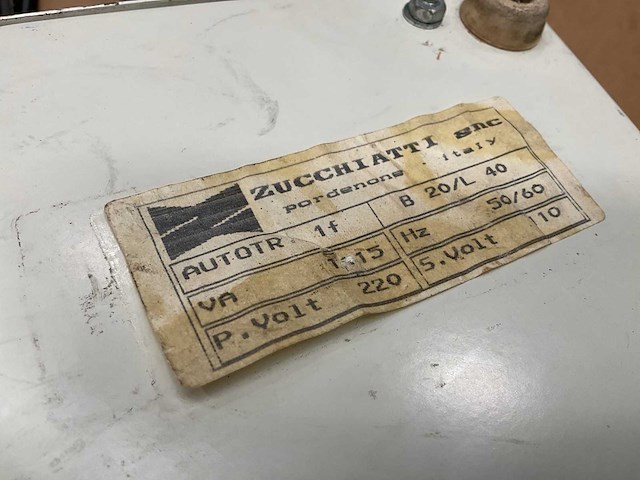 ZUCCHIATTI snc
Pordenone italy
AUTOTR 1f B 20/L 40
VA Hz 50/60
P.Volt 220 S.Volt 110